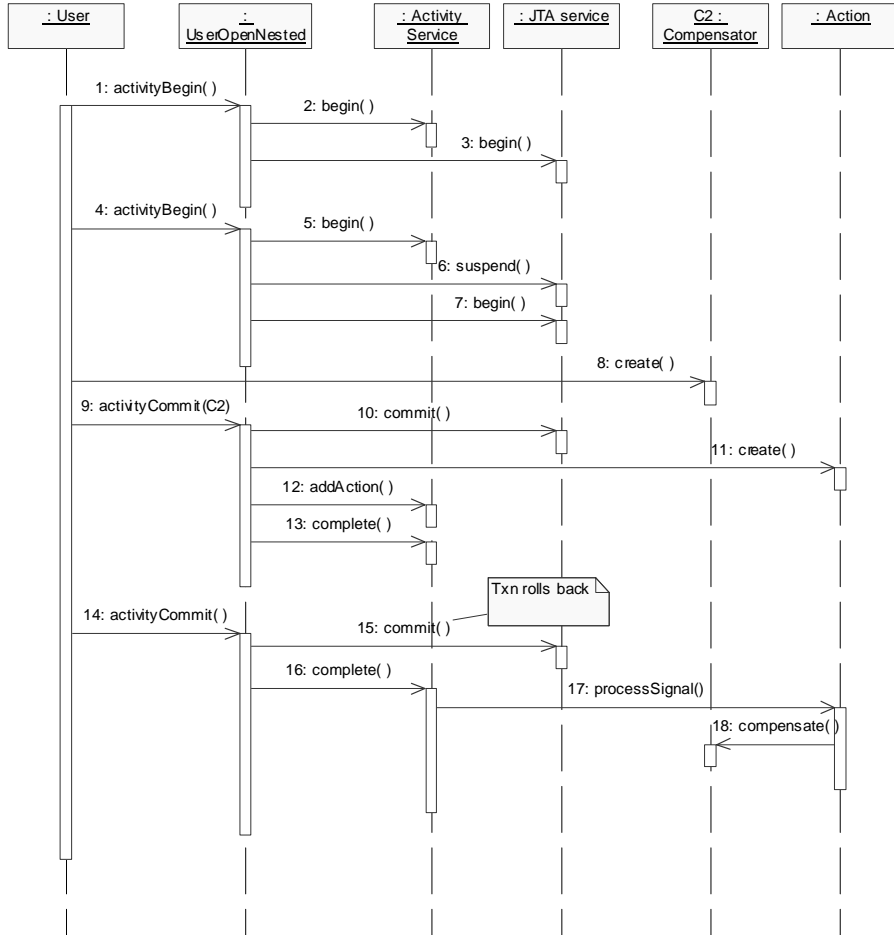 : User
:
UserOpenNested
: Activity
Service
: JTA service
C2 :
Compensator
: Action
1: activityBegin( )
2: begin( )
3: begin( )
4: activityBegin( )
5: begin( )
6: suspend( )
7: begin( )
8: create( )
9: activityCommit(C2)
10: commit( )
11: create( )
12: addAction( )
13: complete( )
Txn rolls back
14: activityCommit( )
15: commit( )
16: complete( )
17: processSignal()
18: compensate( )